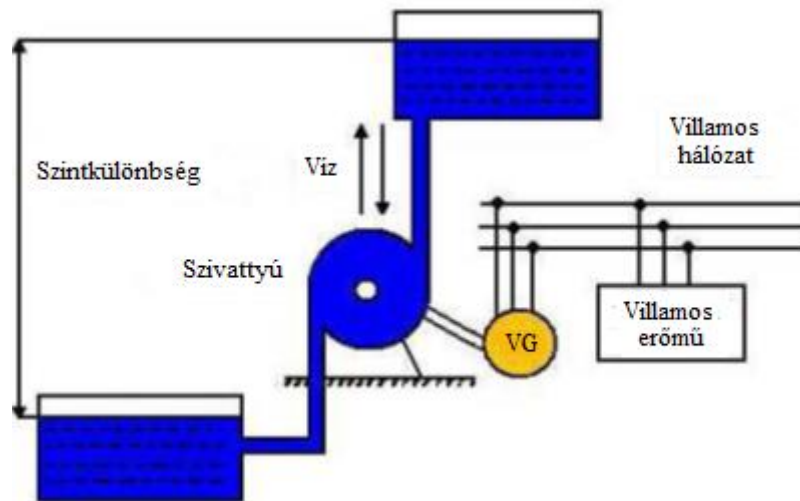 Szintkülönbség
Víz
Villamos
hálózat
Szivattyú
VG
Villamos
erőmű